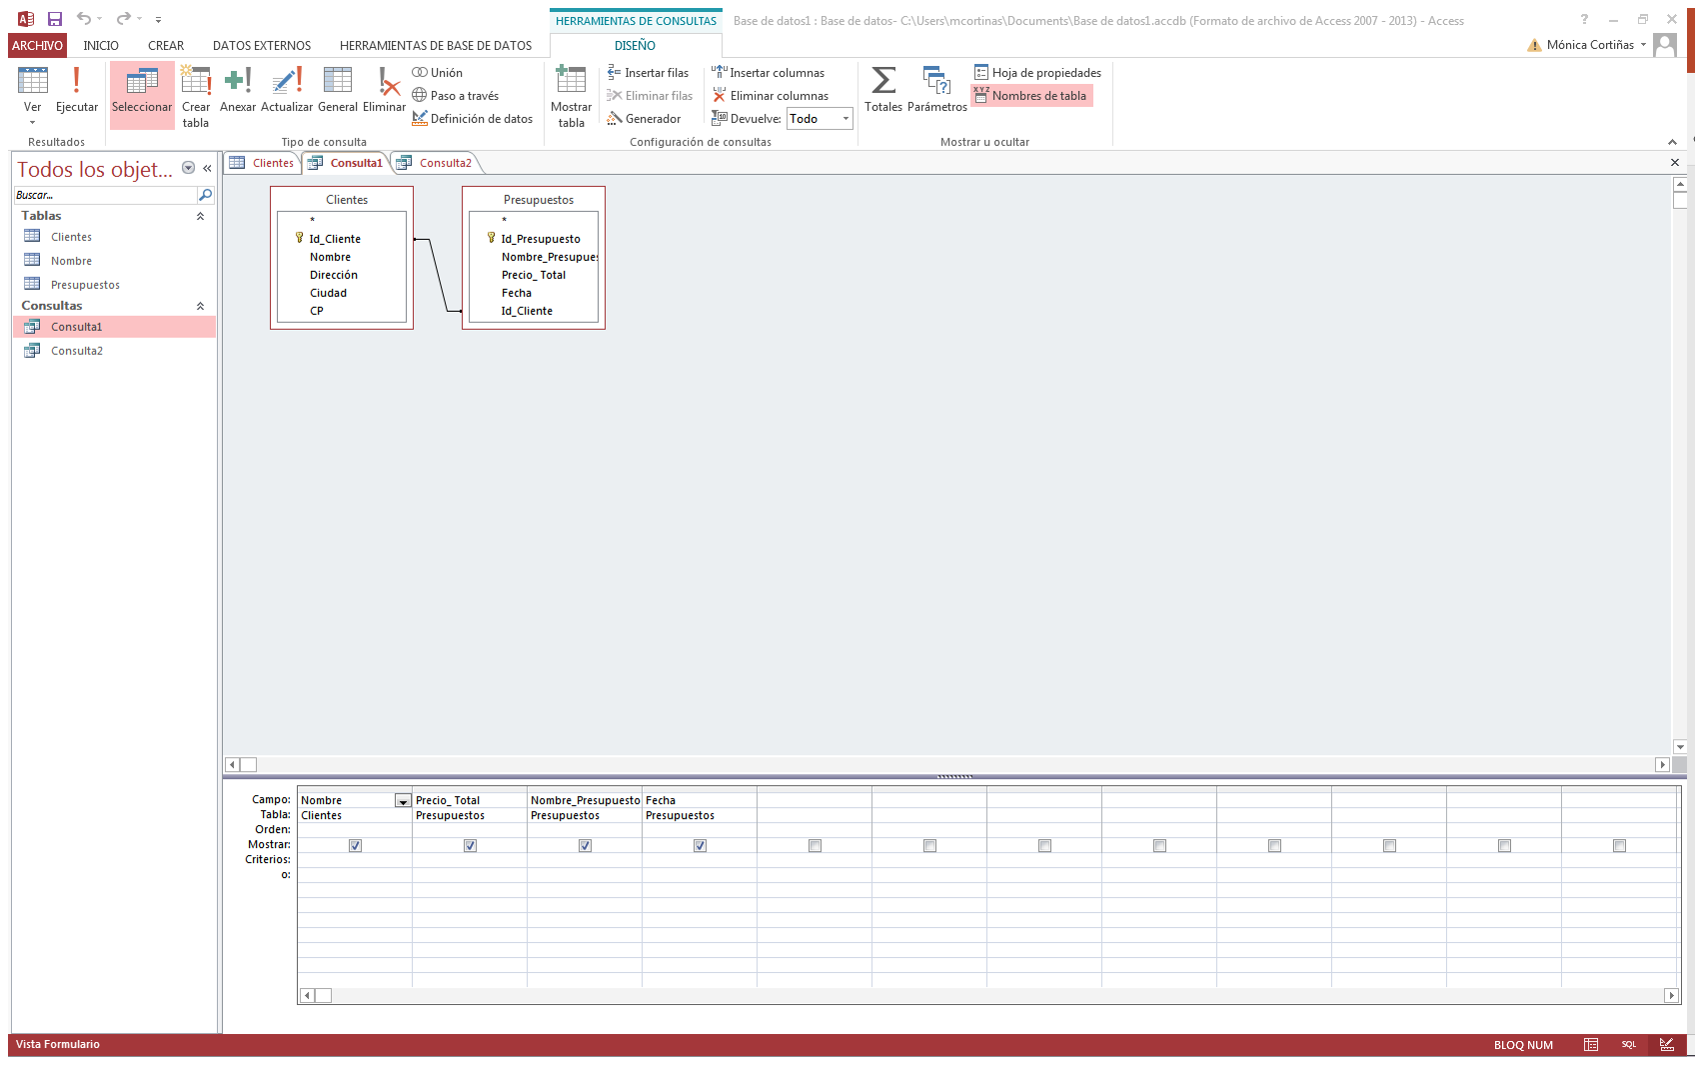 HERRAMIENTAS DE CONSULTAS
Base de datos1 : Base de datos- C:\Users\mcortinas\Documents\Base de datos1.accdb (Formato de archivo de Access 2007 - 2013) - Access
ARCHIVO INICIO CREAR DATOS EXTERNOS HERRAMIENTAS DE BASE DE DATOS DISEÑO Mónica Cortiñas
Ver
Ejecutar
Resultados
Seleccionar
Crear tabla
Anexar
Actualizar
General
Eliminar
Unión
Paso a través
Definición de datos
Tipo de consulta
Mostrar tabla
Insertar filas
Eliminar filas
Generador
Insertar columnas
Eliminar columnas
Devuelve: Todo
Configuración de consultas
Totales
Parámetros
Hoja de propiedades
XYZ
Nombres de tabla
Mostrar u ocultar
Todos los objet... «
Buscar...
Tablas
Clientes
Nombre
Presupuestos
Consultas
Consulta1
Consulta2
Clientes Consulta1 Consulta2
Clientes
*
Id_Cliente
Nombre
Dirección
Ciudad
CP
Presupuestos
*
Id_Presupuesto
Nombre_Presupues
Precio_ Total
Fecha
Id_Cliente
Campo: Nombre Precio_ Total Nombre_Presupuesto Fecha
Tabla: Clientes Presupuestos Presupuestos Presupuestos
Orden:
Mostrar:
Criterios:
o:
Vista Formulario BLOQ NUM SQL